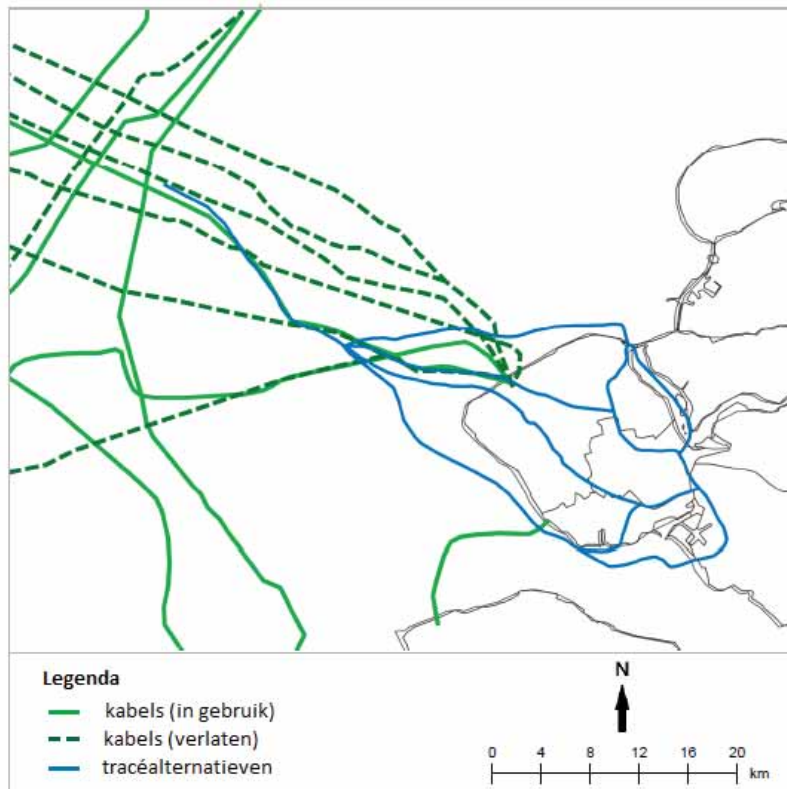 Legenda
kabels (in gebruik)
kabels (verlaten)
tracéalternatieven
N
0 4 8 12 16 20
km